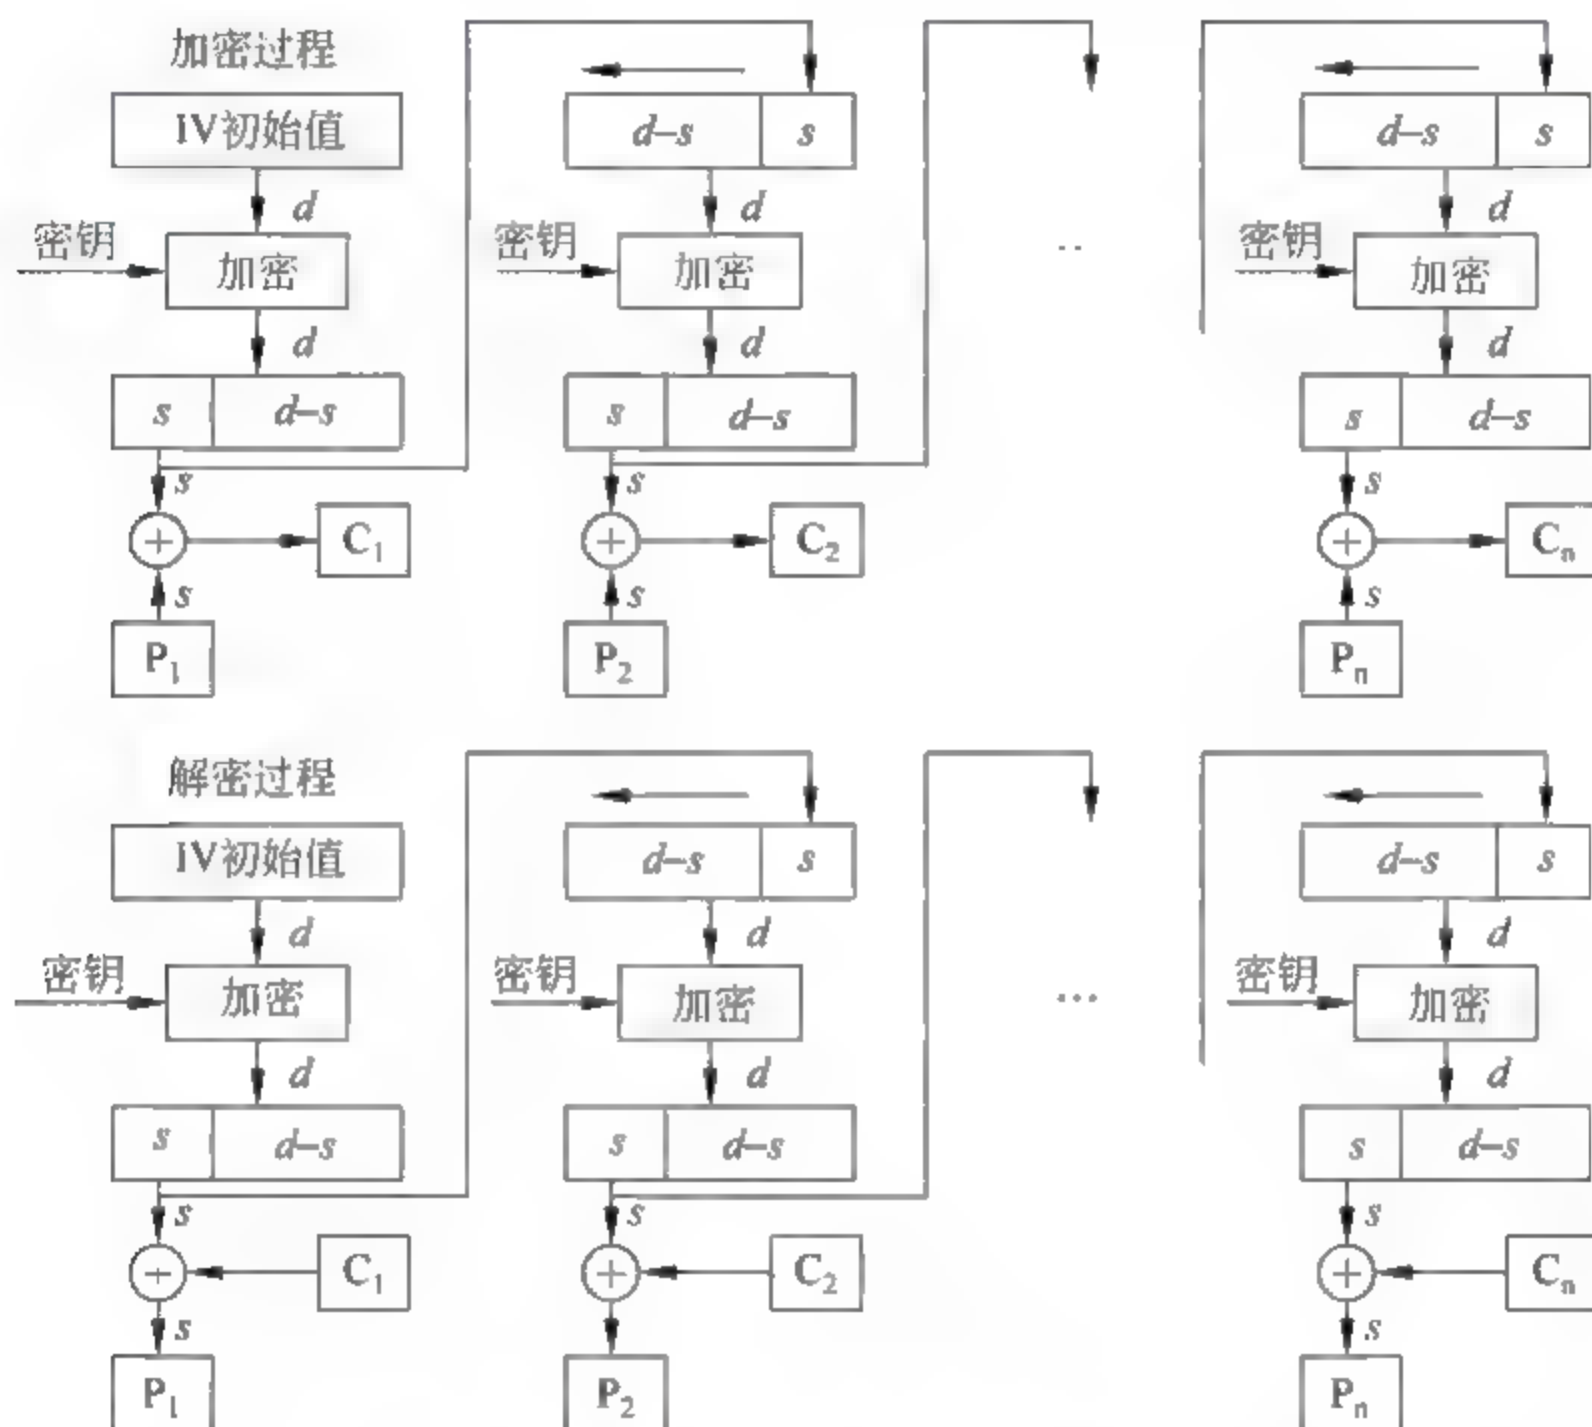 加密过程
IV初始值
d-s s
d-s s
d
d
d
密钥
加密
密钥
加密
..
密钥
加密
d
d
d
s d-s
s d-s
s d-s
s
s
s
+ C₁
+ C₂
+ Cₙ
s
s
s
P₁
P₂
Pₙ
解密过程
IV初始值
d-s s
d-s s
d
d
d
密钥
加密
密钥
加密
...
密钥
加密
d
d
d
s d-s
s d-s
s d-s
s
s
s
+ C₁
+ C₂
+ Cₙ
s
s
P₁
P₂
Pₙ